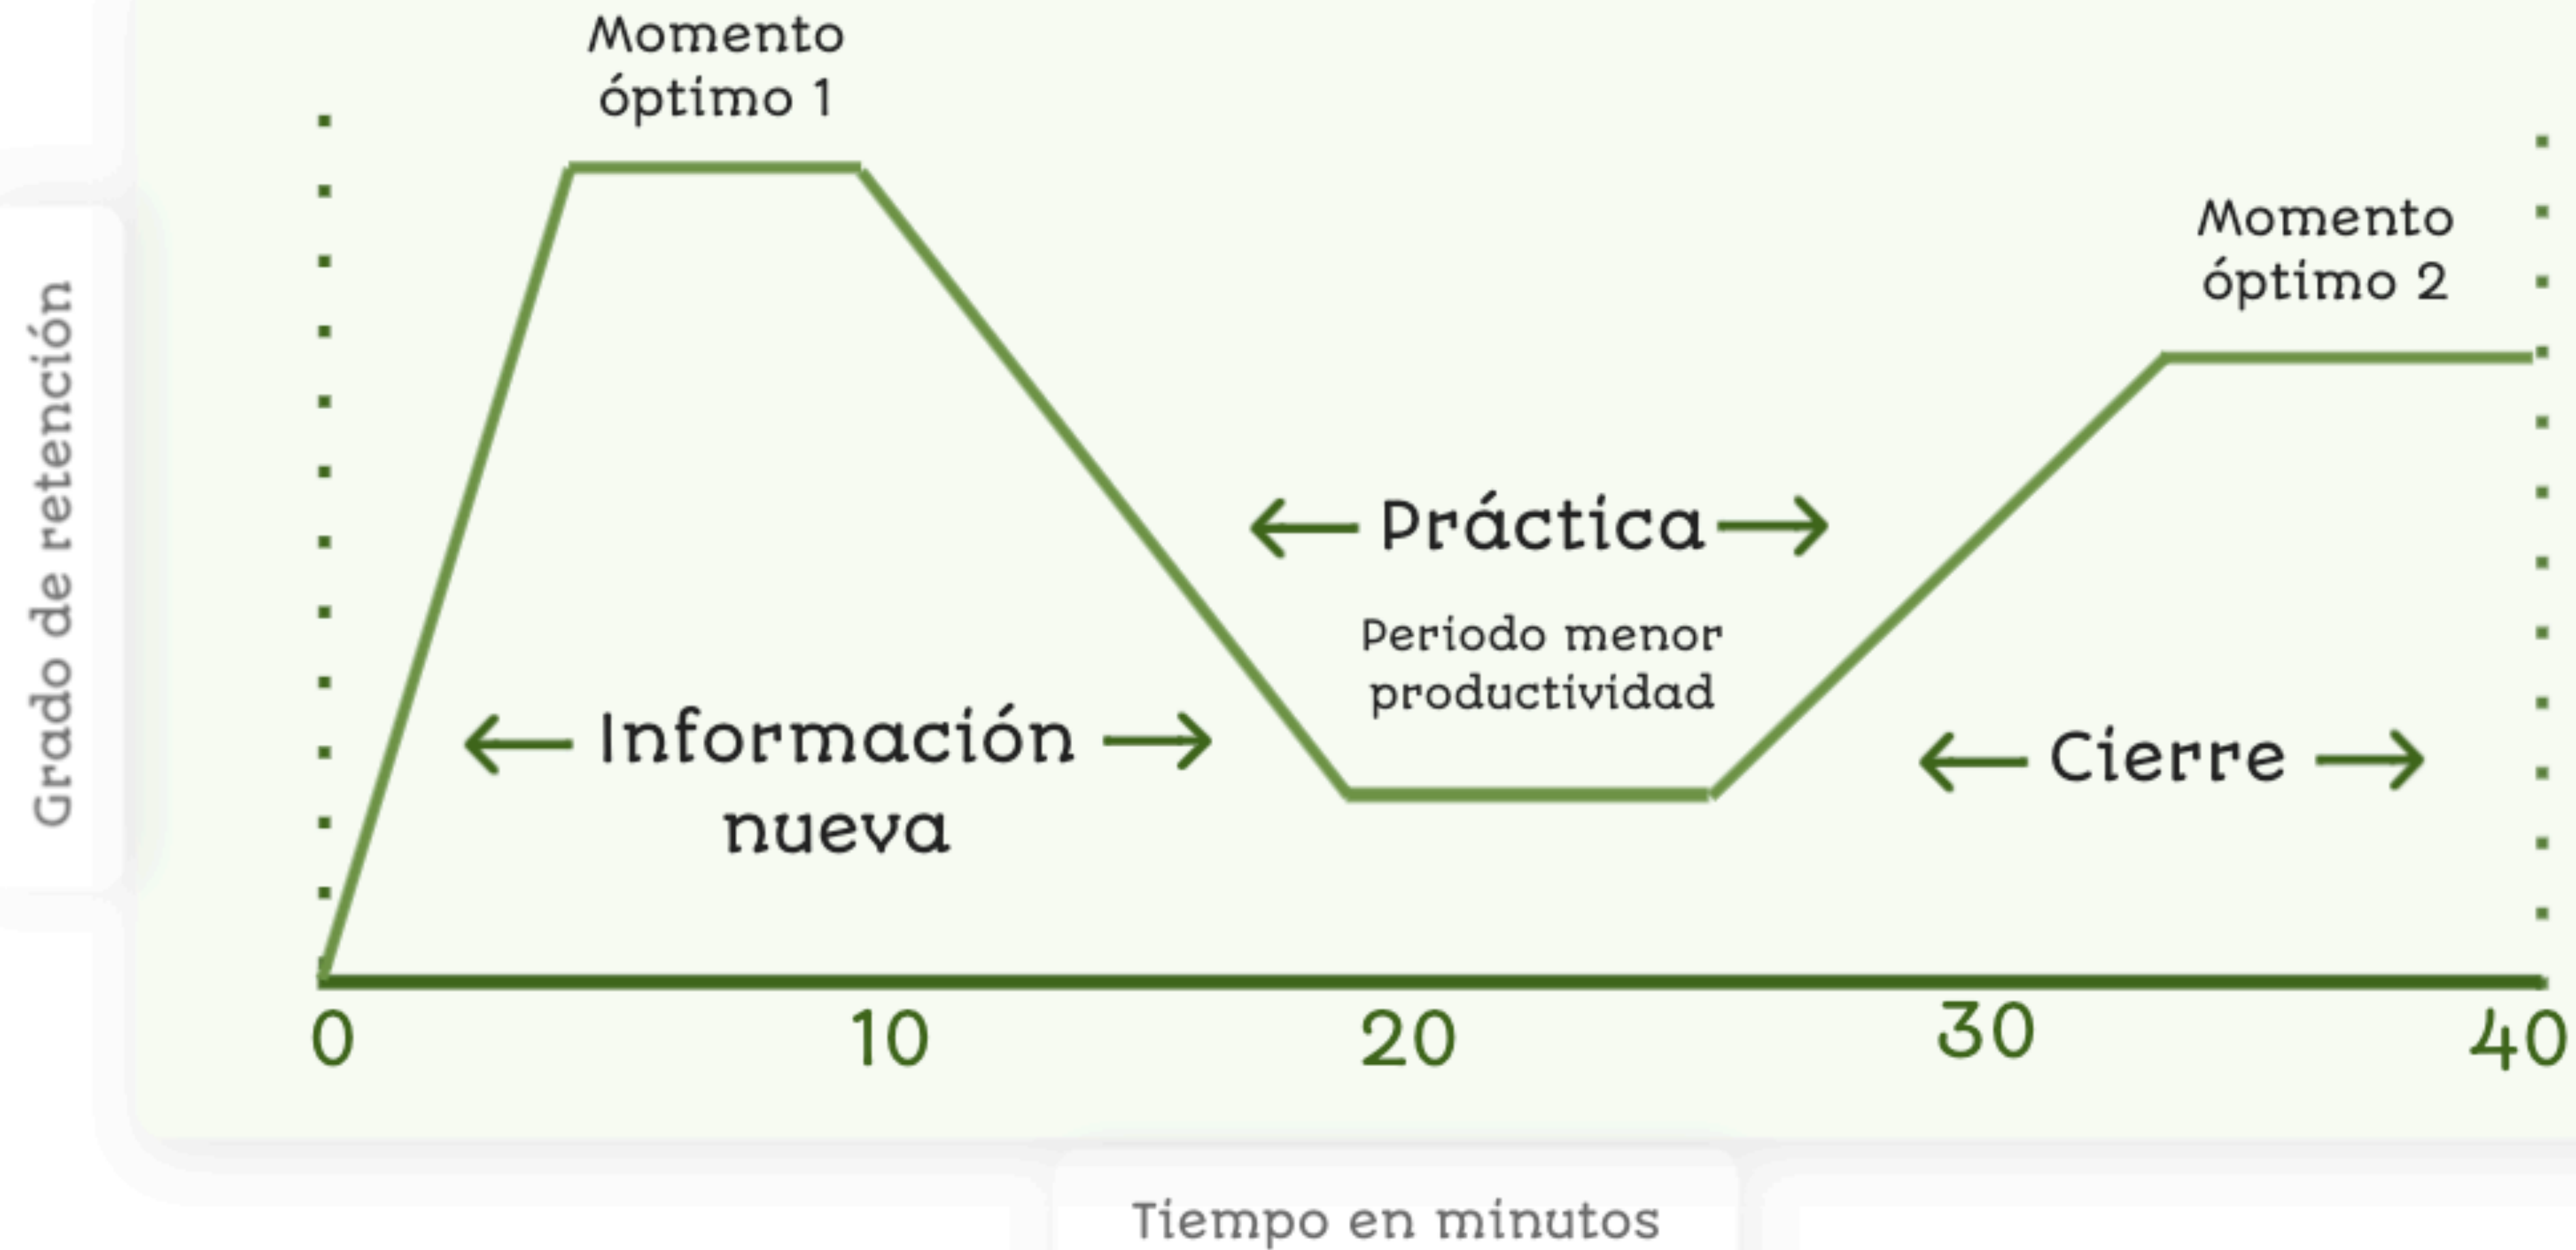 Momento
óptimo 1
Momento
óptimo 2
Grado de retención
Práctica
Periodo menor
productividad
Información
nueva
Cierre
0 10 20 30 40
Tiempo en minutos